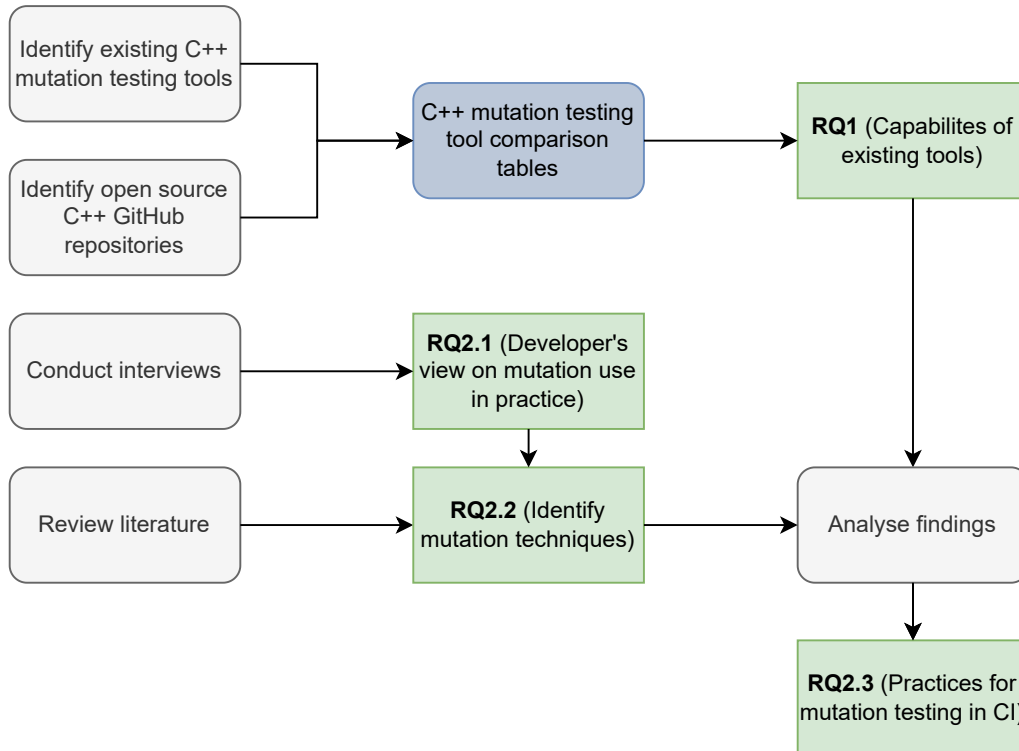 Identify existing C++
mutation testing tools
C++ mutation testing
tool comparison
tables
RQ1 (Capabilites of
existing tools)
Identify open source
C++ GitHub
repositories
Conduct interviews
RQ2.1 (Developer's
view on mutation use
in practice)
Review literature
RQ2.2 (Identify
mutation techniques)
Analyse findings
RQ2.3 (Practices for
mutation testing in CI)